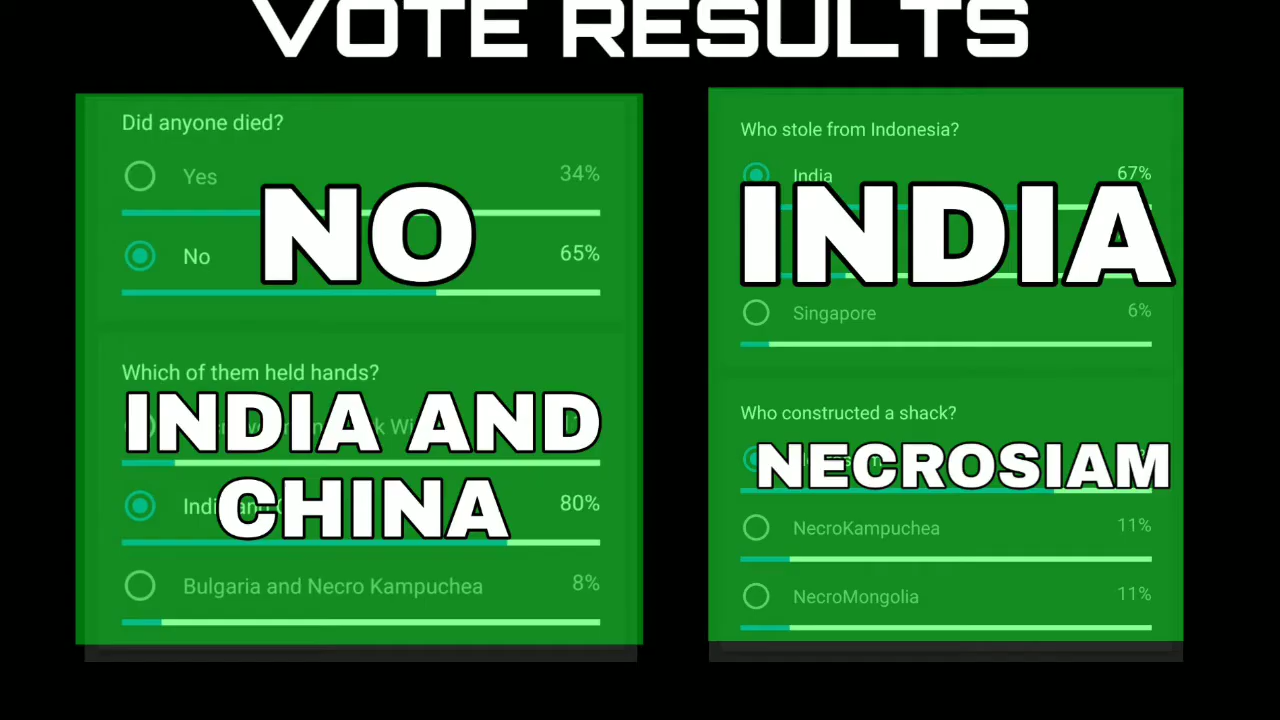 VOTE RESULTS
Did anyone died?
Yes 34%
NO
No 65%
Which of them held hands?
INDIA AND
CHINA
80%
Bulgaria and Necro Kampuchea 8%
Who stole from Indonesia?
India 67%
INDIA
Singapore 6%
Who constructed a shack?
NECROSIAM
NecroKampuchea 11%
NecroMongolia 11%